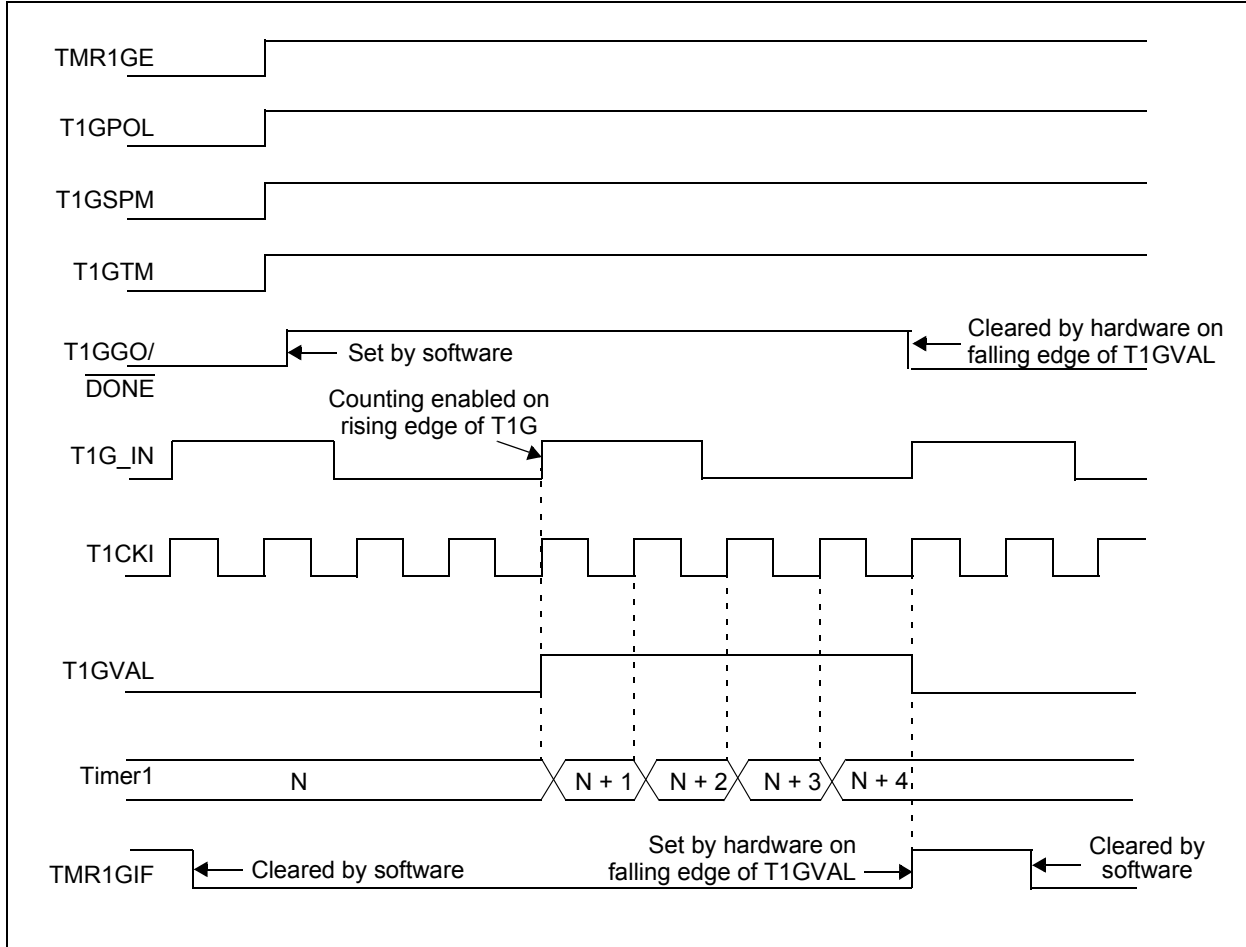 TMR1GE
T1GPOL
T1GSPM
T1GTM
T1GGO/
DONE
Set by software
Cleared by hardware on
falling edge of T1GVAL
Counting enabled on
rising edge of T1G
T1G_IN
T1CKI
T1GVAL
Timer1
N
N + 1
N + 2
N + 3
N + 4
TMR1GIF
Cleared by software
Set by hardware on
falling edge of T1GVAL
Cleared by
software